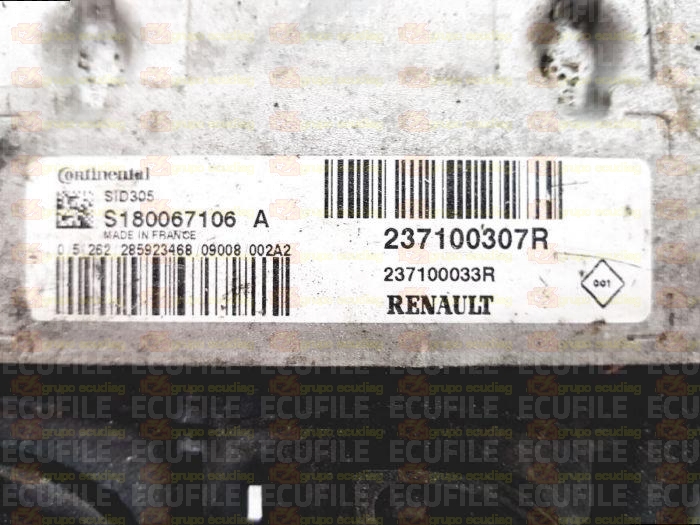 Continental
SID305
S180067106 A
MADE IN FRANCE
0 5 262 285923468 09008 002A2
237100307R
237100033R
RENAULT
001
ECUFILE
grupo ecudiag